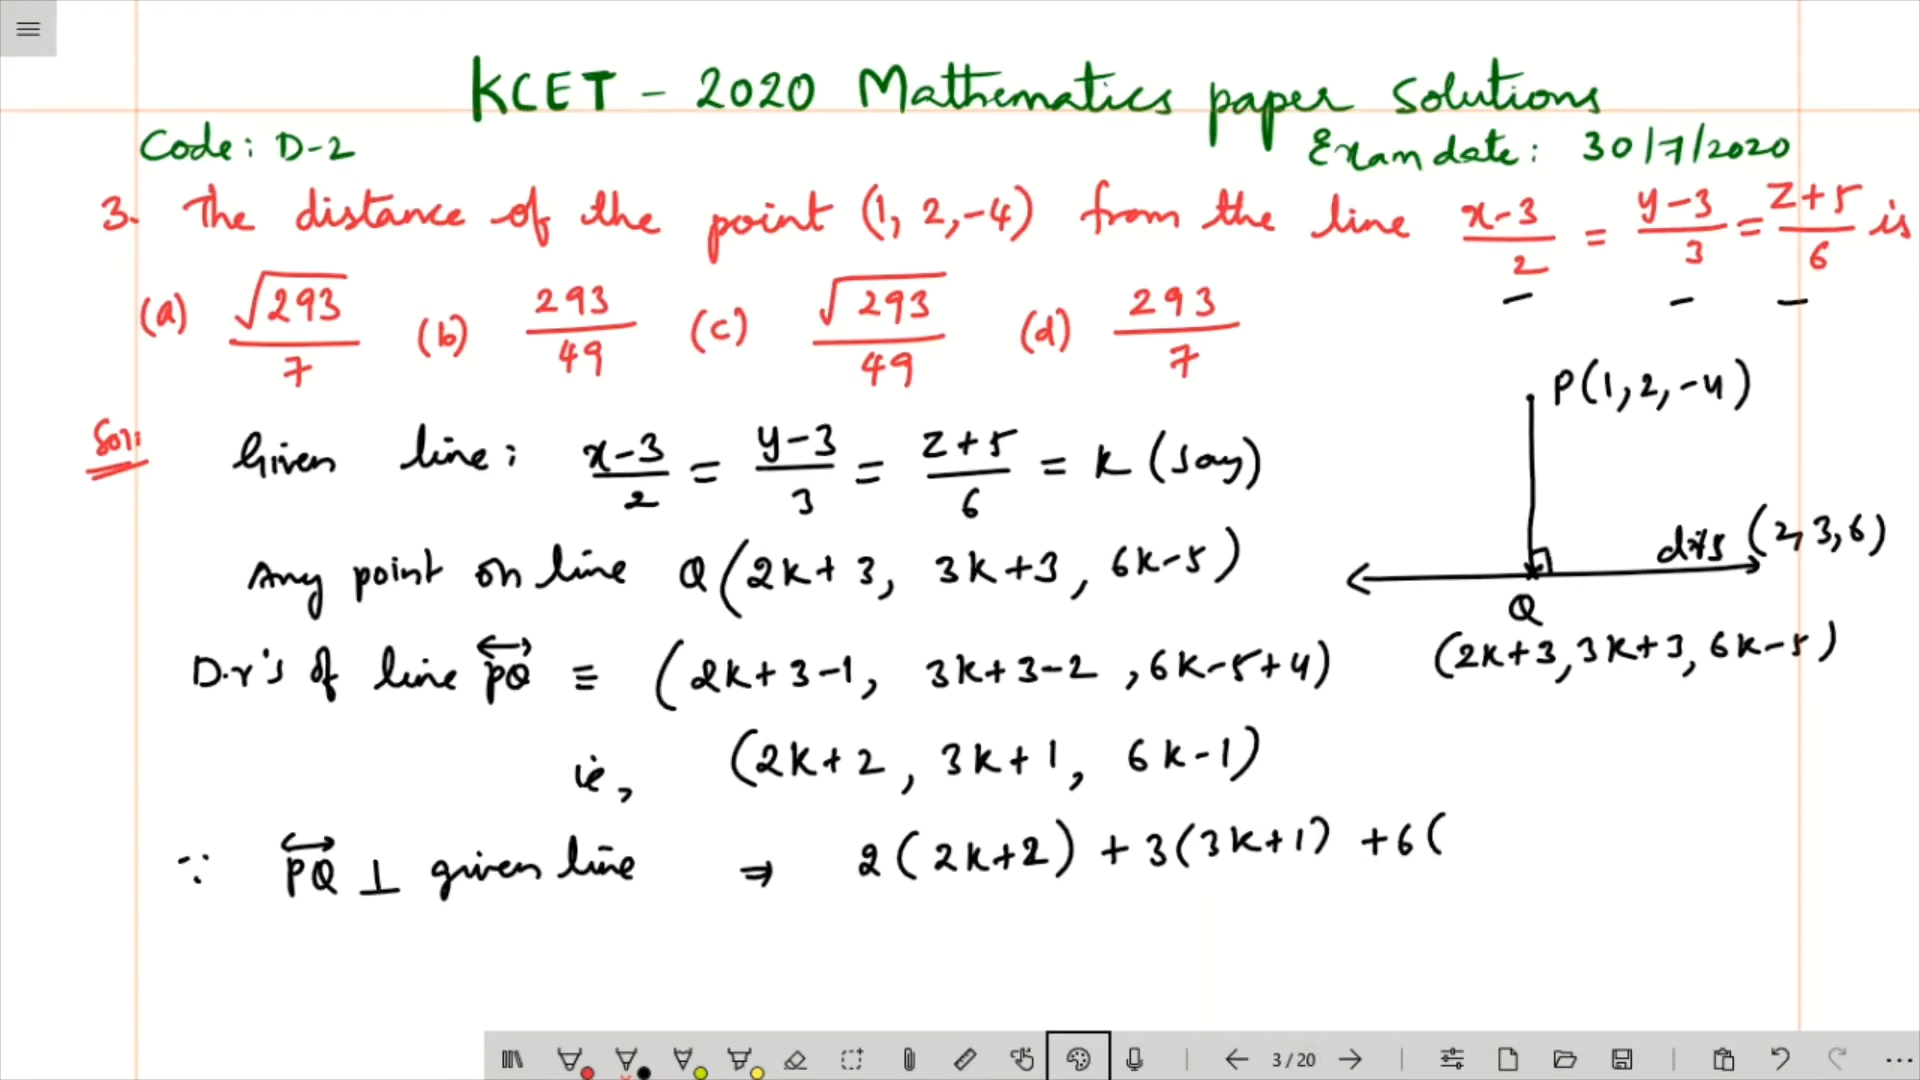 KCET - 2020 Mathematics paper solutions
Code: D-2
Exam date: 30/7/2020
3. The distance of the point (1, 2, -4) from the line x-3/2 = y-3/3 = z+5/6 is
(a) √293/7 (b) 293/49 (c) √293/49 (d) 293/7
Sol:
Given line: x-3/2 = y-3/3 = z+5/6 = k (say)
P(1, 2, -4)
Any point on line Q(2k+3, 3k+3, 6k-5)
d.r's (2, 3, 6)
Q
(2k+3, 3k+3, 6k-5)
D.r's of line PQ ≡ (2k+3-1, 3k+3-2, 6k-5+4)
ie, (2k+2, 3k+1, 6k-1)
∵ PQ ⊥ given line ⇒ 2(2k+2) + 3(3k+1) + 6(
3 / 20